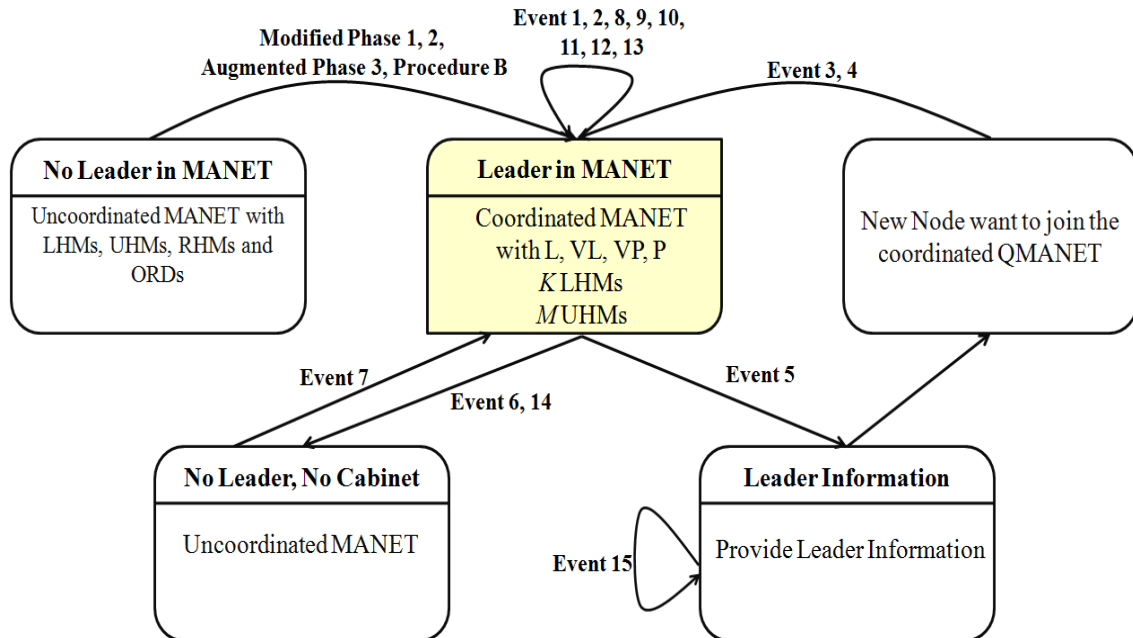 Modified Phase 1, 2,
Augmented Phase 3, Procedure B
Event 1, 2, 8, 9, 10,
11, 12, 13
Event 3, 4
No Leader in MANET
Uncoordinated MANET with
LHMs, UHMs, RHMs and
ORDs
Leader in MANET
Coordinated MANET
with L, VL, VP, P
K LHMs
M UHMs
New Node want to join the
coordinated QMANET
Event 7
Event 6, 14
Event 5
No Leader, No Cabinet
Uncoordinated MANET
Leader Information
Provide Leader Information
Event 15